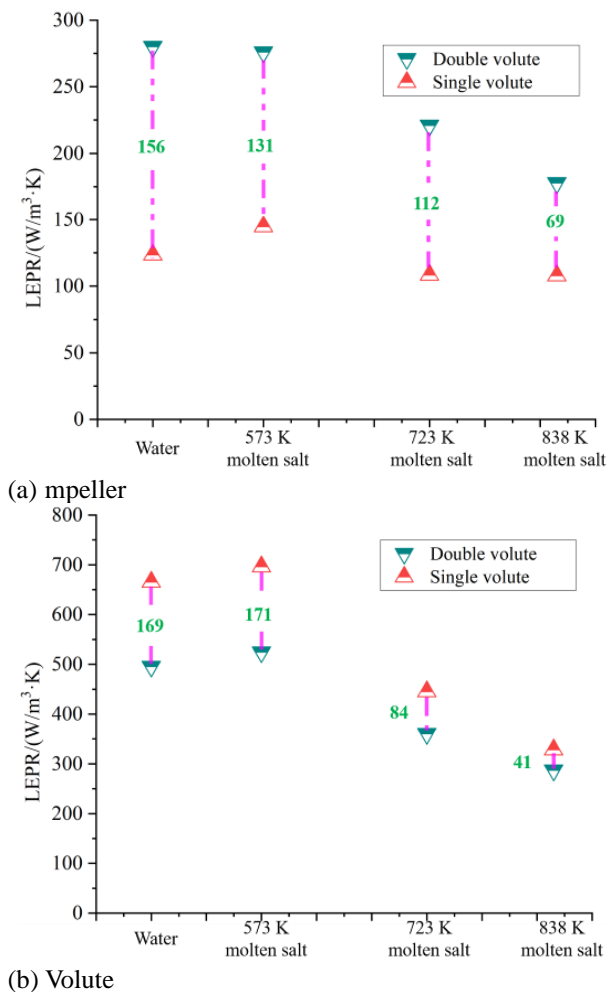 300
250
200
150
100
50
0
LEPR/(W/m³·K)
Double volute
Single volute
156
131
112
69
Water
573 K
molten salt
723 K
molten salt
838 K
molten salt
(a) mpeller
800
700
600
500
400
300
200
100
0
LEPR/(W/m³·K)
Double volute
Single volute
169
171
84
41
Water
573 K
molten salt
723 K
molten salt
838 K
molten salt
(b) Volute